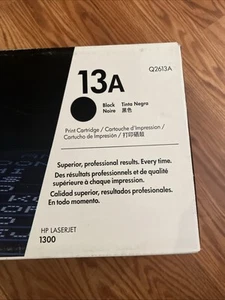 Q2613A
13A
Black Tinta Negra
Noire 黑色
Print Cartridge / Cartouche d'Impression /
Cartucho de Impresión / 打印硒鼓
Superior, professional results. Every time.
Des résultats professionnels et de qualité
supérieure à chaque impression.
Calidad superior, resultados profesionales.
En todo momento.
HP LASERJET
1300